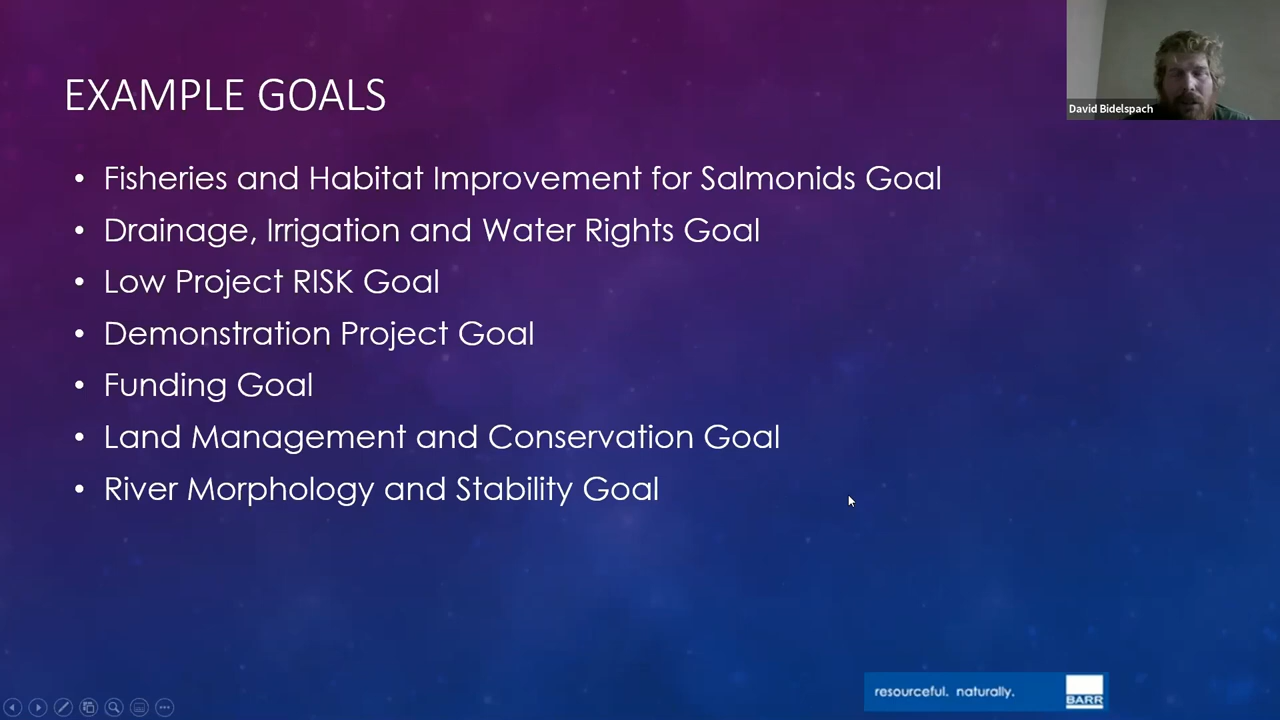 EXAMPLE GOALS
David Bidelspach
• Fisheries and Habitat Improvement for Salmonids Goal
• Drainage, Irrigation and Water Rights Goal
• Low Project RISK Goal
• Demonstration Project Goal
• Funding Goal
• Land Management and Conservation Goal
• River Morphology and Stability Goal
resourceful. naturally.
BARR